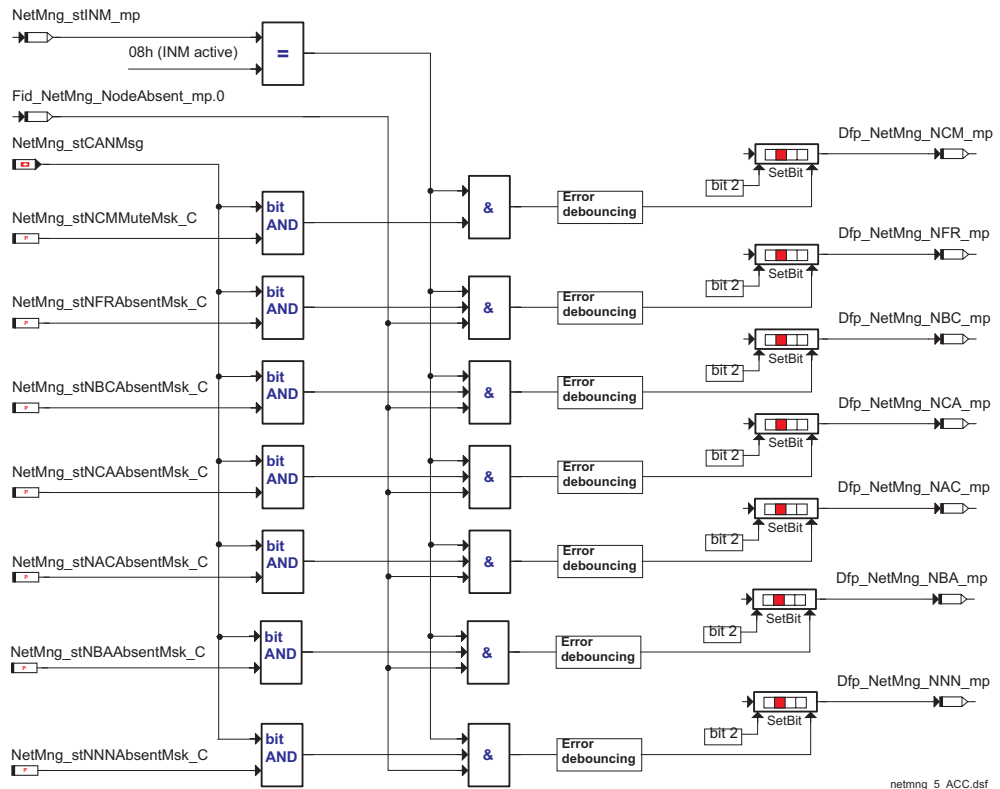 NetMng_stINM_mp
08h (INM active)
=
Fid_NetMng_NodeAbsent_mp.0
NetMng_stCANMsg
Dfp_NetMng_NCM_mp
SetBit
bit 2
NetMng_stNCMMuteMsk_C
P
bit
AND
&
Error
debouncing
Dfp_NetMng_NFR_mp
SetBit
bit 2
NetMng_stNFRAbsentMsk_C
P
bit
AND
&
Error
debouncing
Dfp_NetMng_NBC_mp
SetBit
bit 2
NetMng_stNBCAbsentMsk_C
P
bit
AND
&
Error
debouncing
Dfp_NetMng_NCA_mp
SetBit
bit 2
NetMng_stNCAAbsentMsk_C
P
bit
AND
&
Error
debouncing
Dfp_NetMng_NAC_mp
SetBit
bit 2
NetMng_stNACAbsentMsk_C
P
bit
AND
&
Error
debouncing
Dfp_NetMng_NBA_mp
SetBit
bit 2
NetMng_stNBAAbsentMsk_C
P
bit
AND
&
Error
debouncing
Dfp_NetMng_NNN_mp
SetBit
bit 2
NetMng_stNNNAbsentMsk_C
P
bit
AND
&
Error
debouncing
netmng_5_ACC.dsf